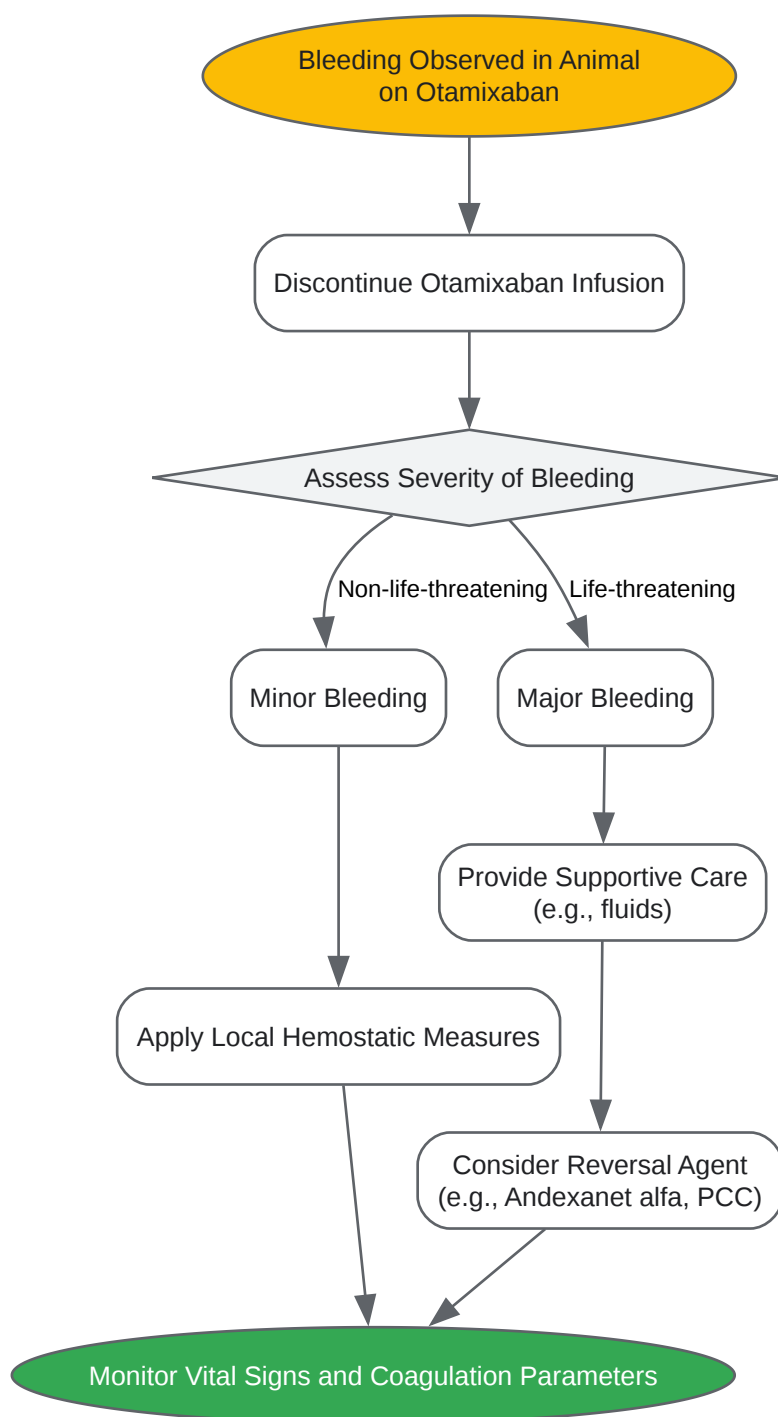 Bleeding Observed in Animal
on Otamixaban
Discontinue Otamixaban Infusion
Assess Severity of Bleeding
Non-life-threatening
Life-threatening
Minor Bleeding
Major Bleeding
Provide Supportive Care
(e.g., fluids)
Apply Local Hemostatic Measures
Consider Reversal Agent
(e.g., Andexanet alfa, PCC)
Monitor Vital Signs and Coagulation Parameters